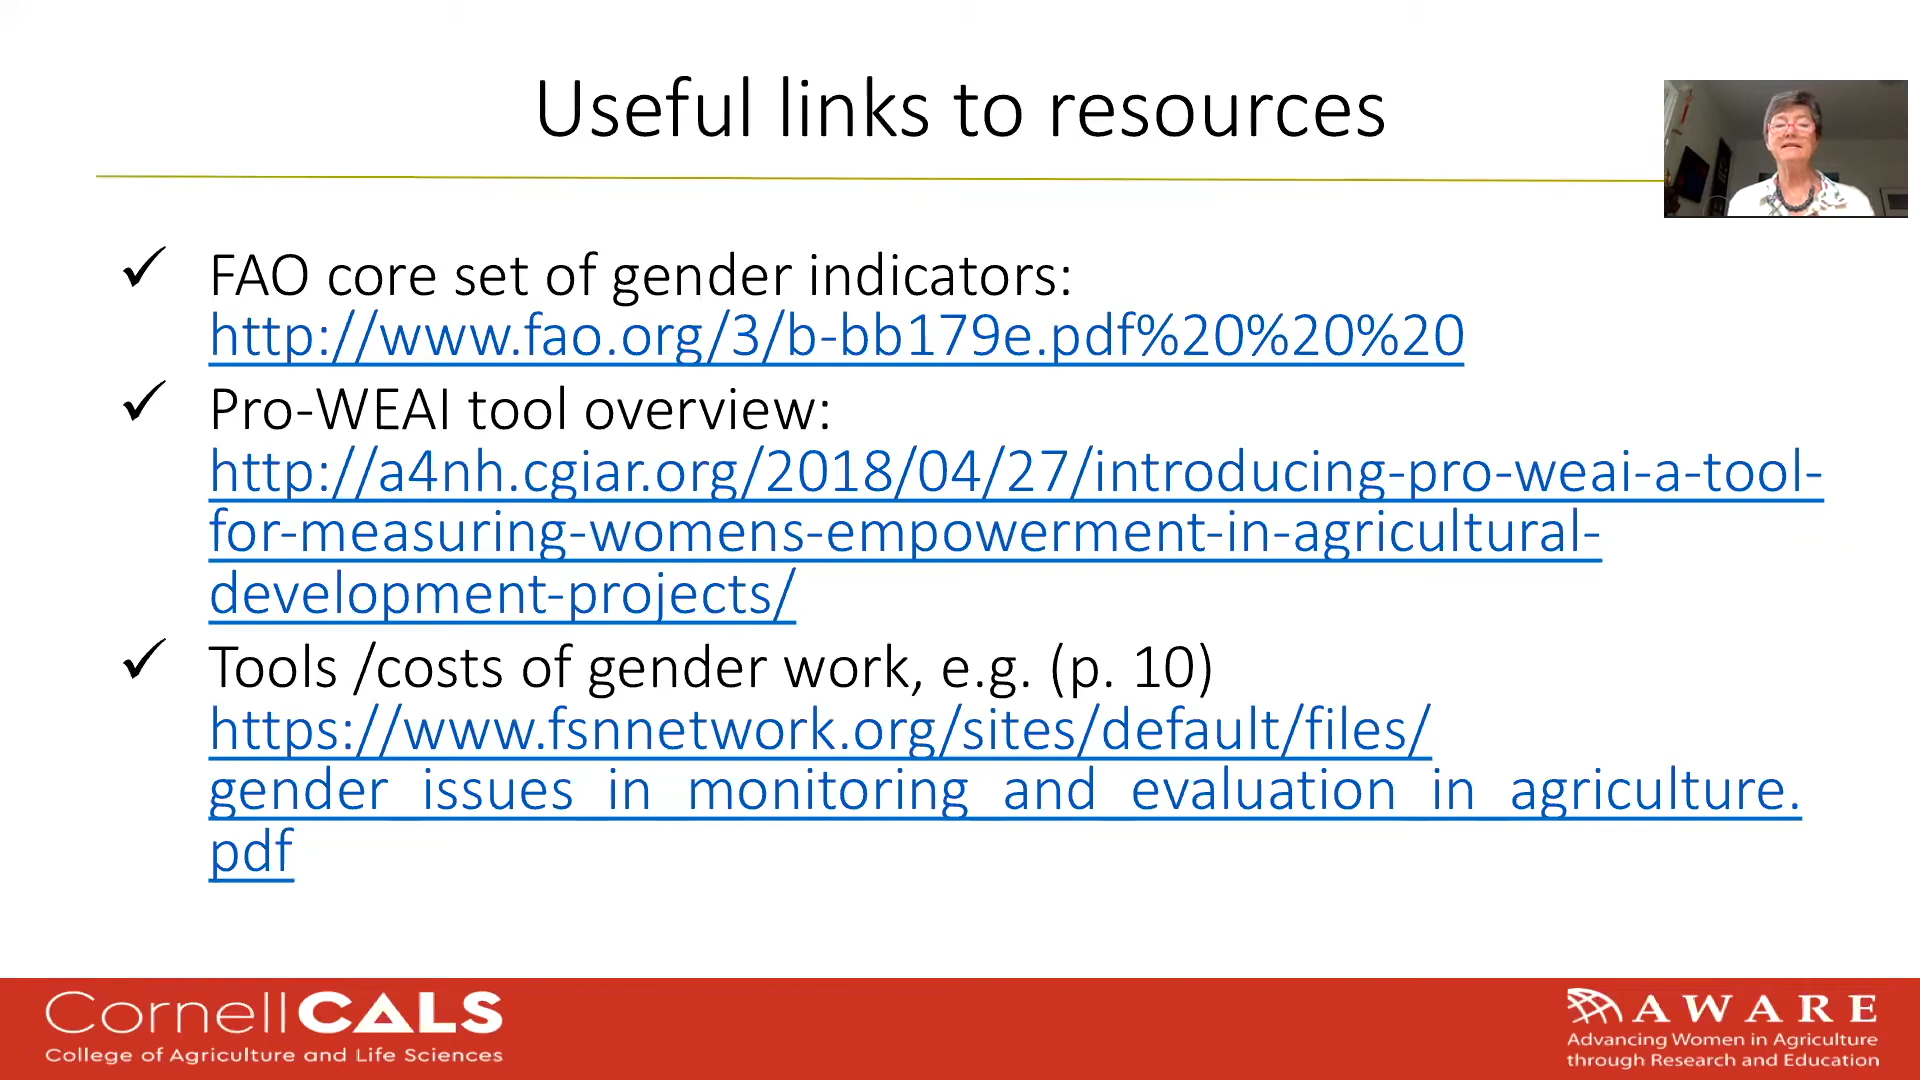 Useful links to resources
FAO core set of gender indicators:
http://www.fao.org/3/b-bb179e.pdf%20%20%20
Pro-WEAI tool overview:
http://a4nh.cgiar.org/2018/04/27/introducing-pro-weai-a-tool-
for-measuring-womens-empowerment-in-agricultural-
development-projects/
Tools /costs of gender work, e.g. (p. 10)
https://www.fsnnetwork.org/sites/default/files/
gender_issues_in_monitoring_and_evaluation_in_agriculture.
pdf
CornellCALS
College of Agriculture and Life Sciences
AWARE
Advancing Women in Agriculture
through Research and Education